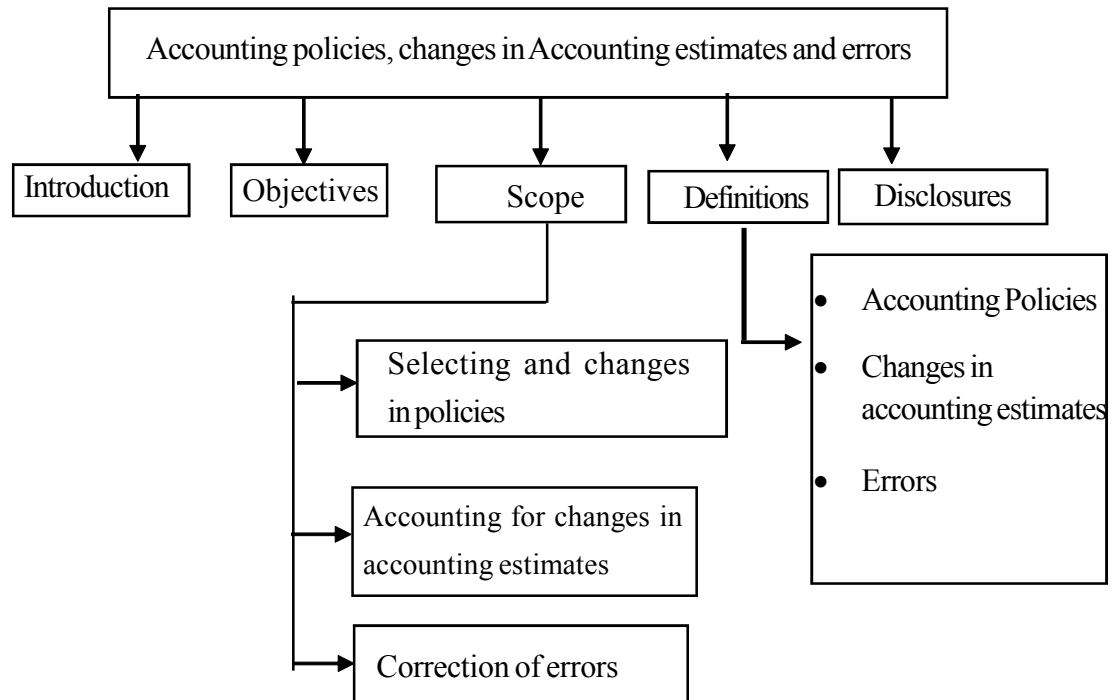 Accounting policies, changes in Accounting estimates and errors
Introduction
Objectives
Scope
Definitions
Disclosures
Selecting and changes
in policies
Accounting for changes in
accounting estimates
Correction of errors
• Accounting Policies
• Changes in
accounting estimates
• Errors